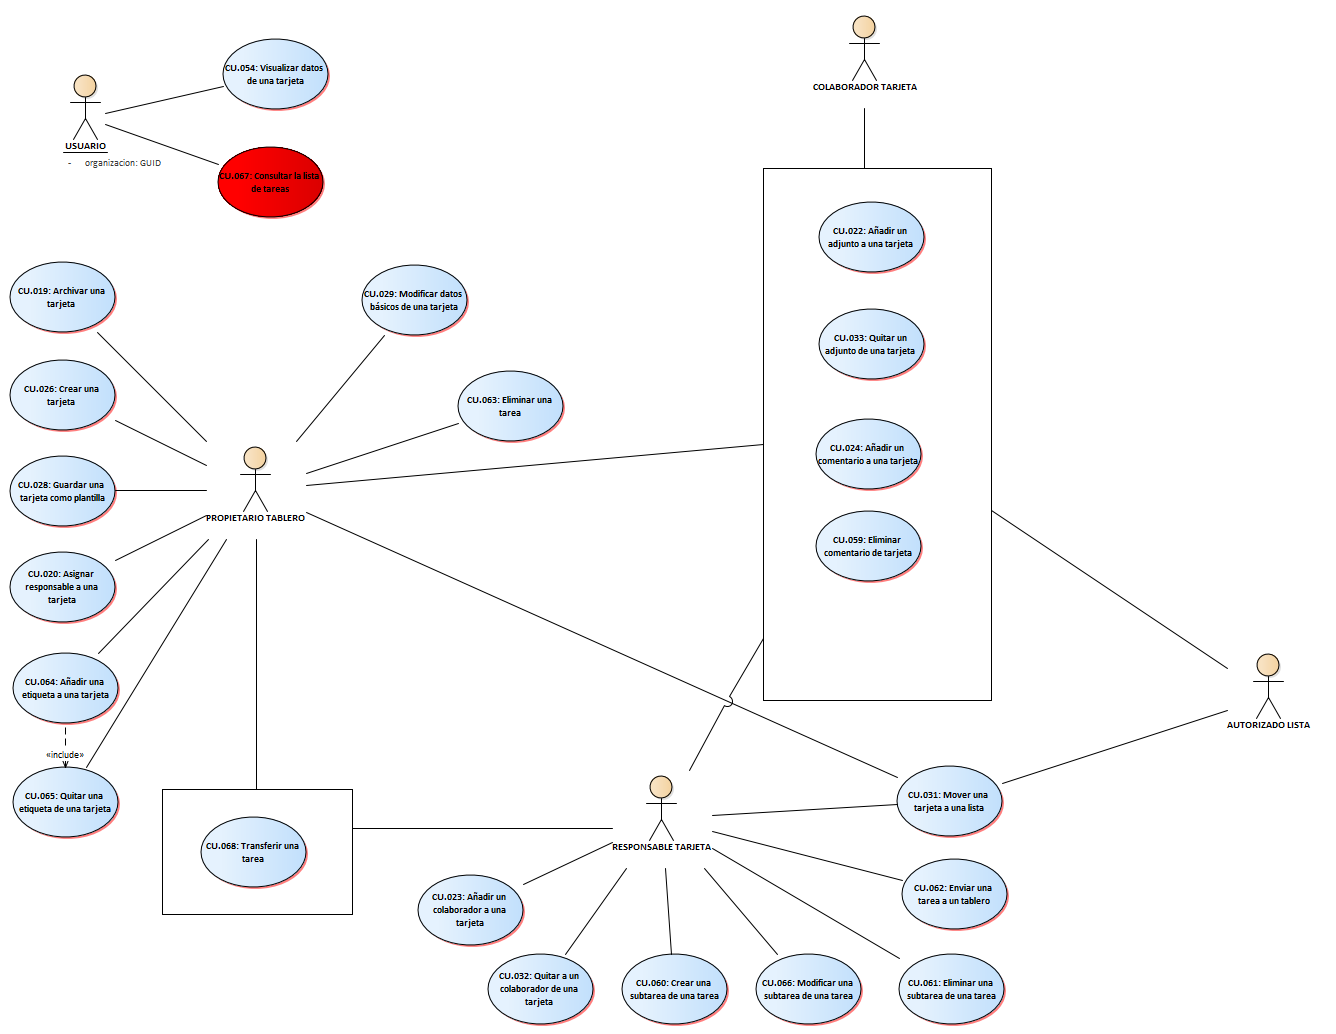 COLABORADOR TARJETA
CU.054: Visualizar datos
de una tarjeta
USUARIO
- organizacion: GUID
CU.067: Consultar la lista
de tareas
CU.022: Añadir un
adjunto a una tarjeta
CU.033: Quitar un
adjunto de una tarjeta
CU.024: Añadir un
comentario a una tarjeta
CU.059: Eliminar
comentario de tarjeta
CU.019: Archivar una
tarjeta
CU.029: Modificar datos
básicos de una tarjeta
CU.026: Crear una
tarjeta
CU.063: Eliminar una
tarea
CU.028: Guardar una
tarjeta como plantilla
PROPIETARIO TABLERO
CU.020: Asignar
responsable a una
tarjeta
CU.064: Añadir una
etiqueta a una tarjeta
«include»
CU.065: Quitar una
etiqueta de una tarjeta
AUTORIZADO LISTA
CU.068: Transferir una
tarea
RESPONSABLE TARJETA
CU.031: Mover una
tarjeta a una lista
CU.062: Enviar una
tarea a un tablero
CU.023: Añadir un
colaborador a una
tarjeta
CU.032: Quitar a un
colaborador de una
tarjeta
CU.060: Crear una
subtarea de una tarea
CU.066: Modificar una
subtarea de una tarea
CU.061: Eliminar una
subtarea de una tarea